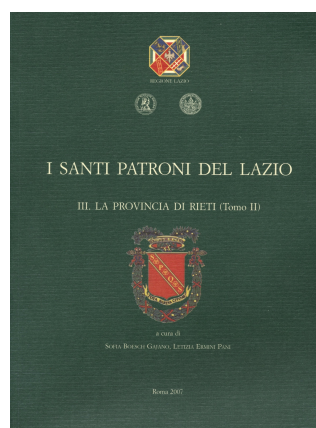 REGIONE LAZIO
I SANTI PATRONI DEL LAZIO
III. LA PROVINCIA DI RIETI (Tomo II)
a cura di
SOFIA BOESCH GAJANO, LETIZIA ERMINI PANI
Roma 2007